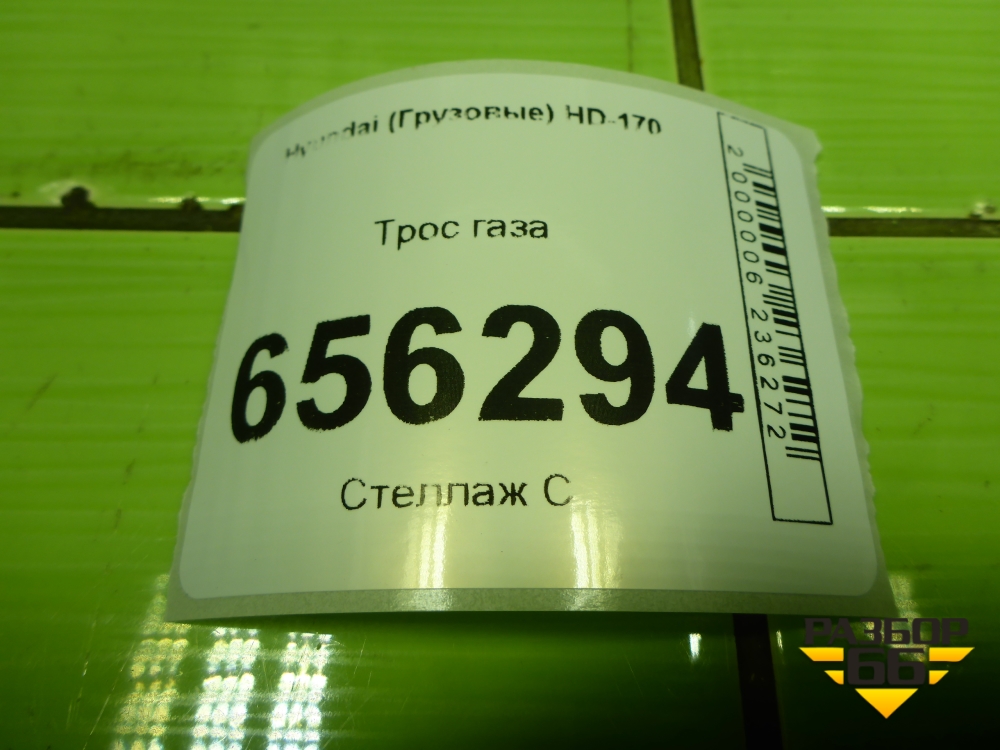 Hyundai (Грузовые) HD-170
Трос газа
656294
Стеллаж С
2000006236272
РАЗБОР
66